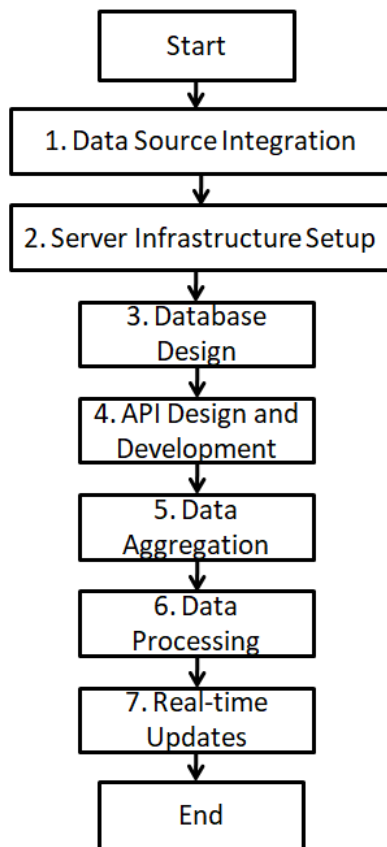 Start
1. Data Source Integration
2. Server Infrastructure Setup
3. Database
Design
4. API Design and
Development
5. Data
Aggregation
6. Data
Processing
7. Real-time
Updates
End